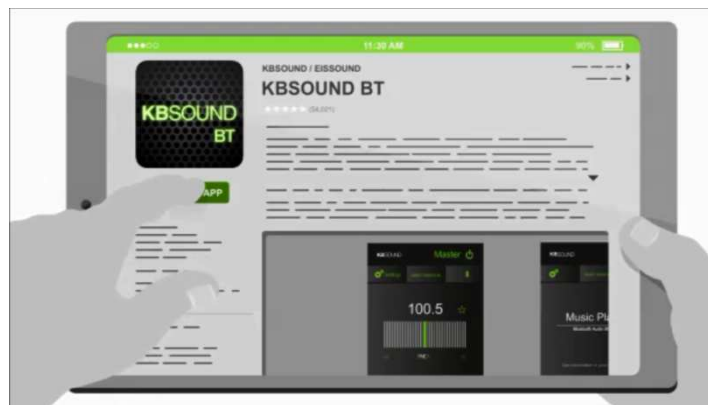 11:30 AM
90%
KBSOUND / EISSOUND
KBSOUND BT
KBSOUND
BT
APP
KBSOUND Master
100.5
KBSOUND
Music Pla